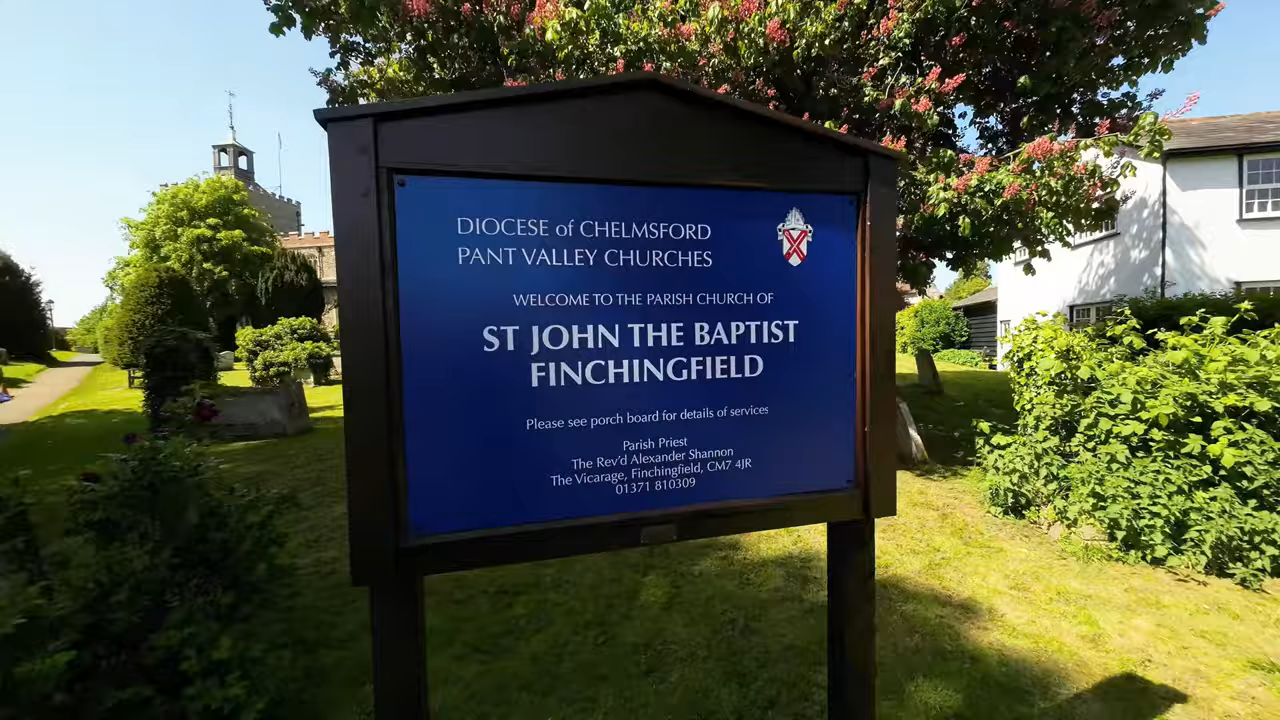 DIOCESE of CHELMSFORD
PANT VALLEY CHURCHES
WELCOME TO THE PARISH CHURCH OF
ST JOHN THE BAPTIST
FINCHINGFIELD
Please see porch board for details of services
Parish Priest
The Rev'd Alexander Shannon
The Vicarage, Finchingfield, CM7 4JR
01371 810309